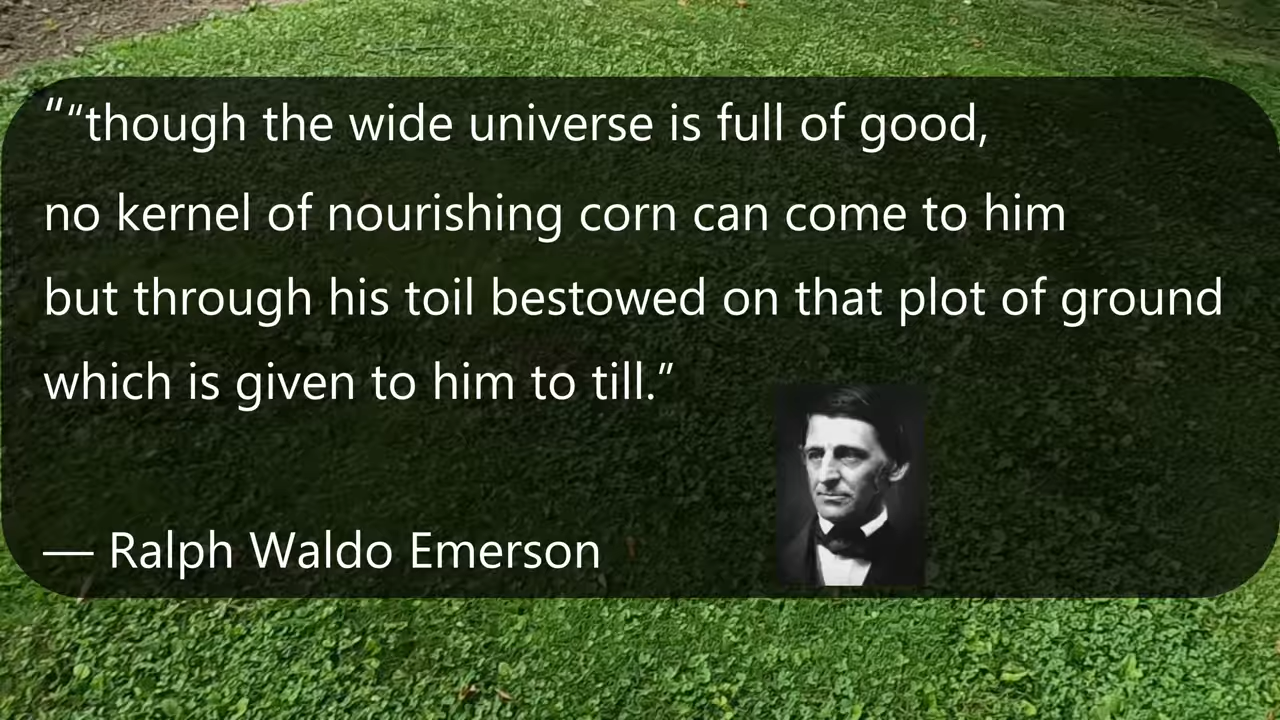 ““though the wide universe is full of good,
no kernel of nourishing corn can come to him
but through his toil bestowed on that plot of ground
which is given to him to till.”
— Ralph Waldo Emerson